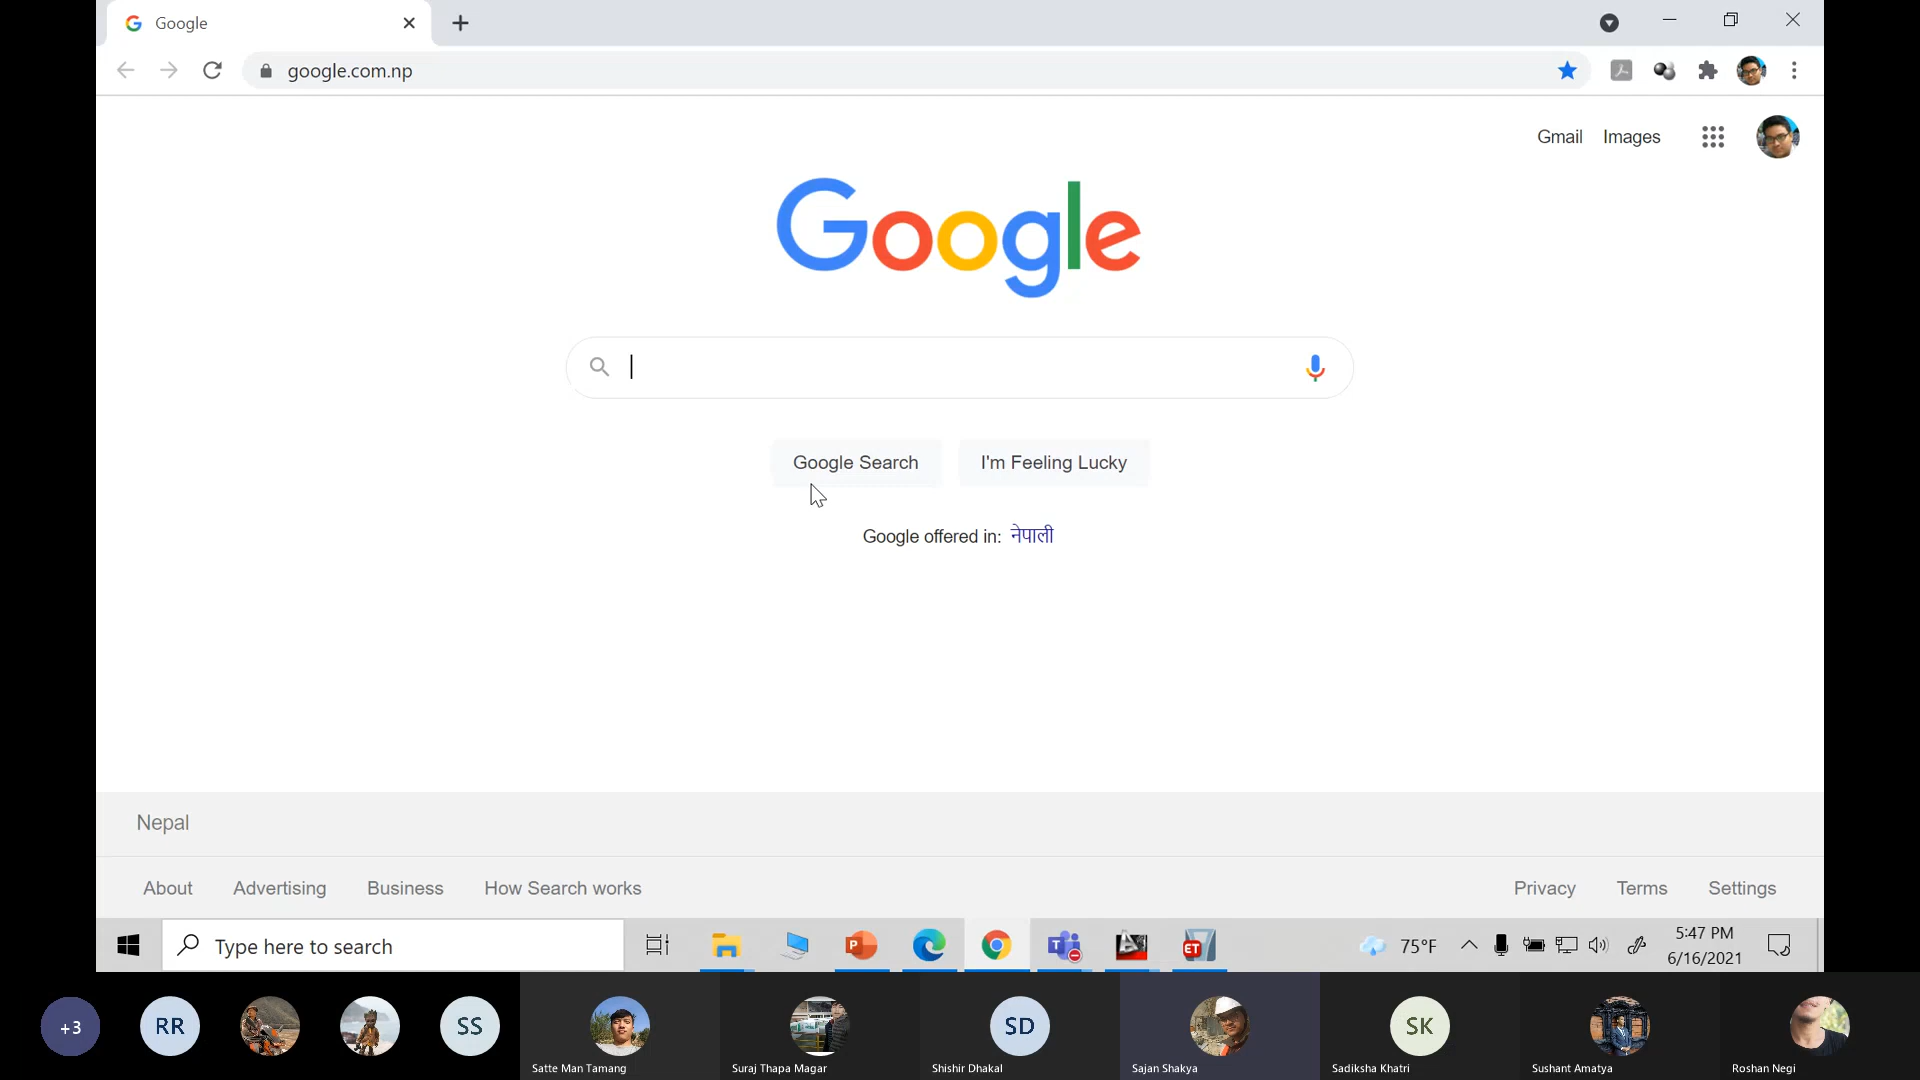 Google
google.com.np
Gmail Images
Google
Google Search I'm Feeling Lucky
Google offered in: नेपाली
Nepal
About Advertising Business How Search works Privacy Terms Settings
Type here to search
75°F
5:47 PM
6/16/2021
+3 RR SS SD SK
Satte Man Tamang Suraj Thapa Magar Shishir Dhakal Sajan Shakya Sadiksha Khatri Sushant Amatya Roshan Negi